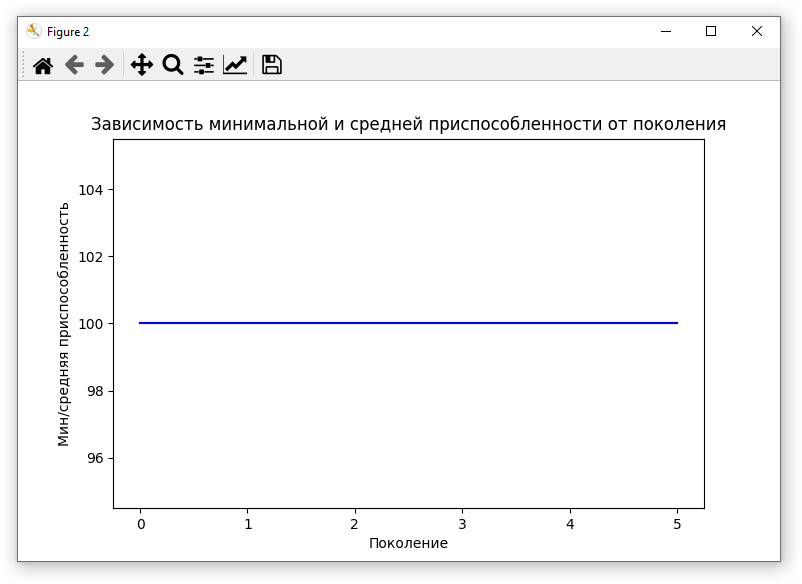 Figure 2
Зависимость минимальной и средней приспособленности от поколения
Мин/средняя приспособленность
104
102
100
98
96
0 1 2 3 4 5
Поколение